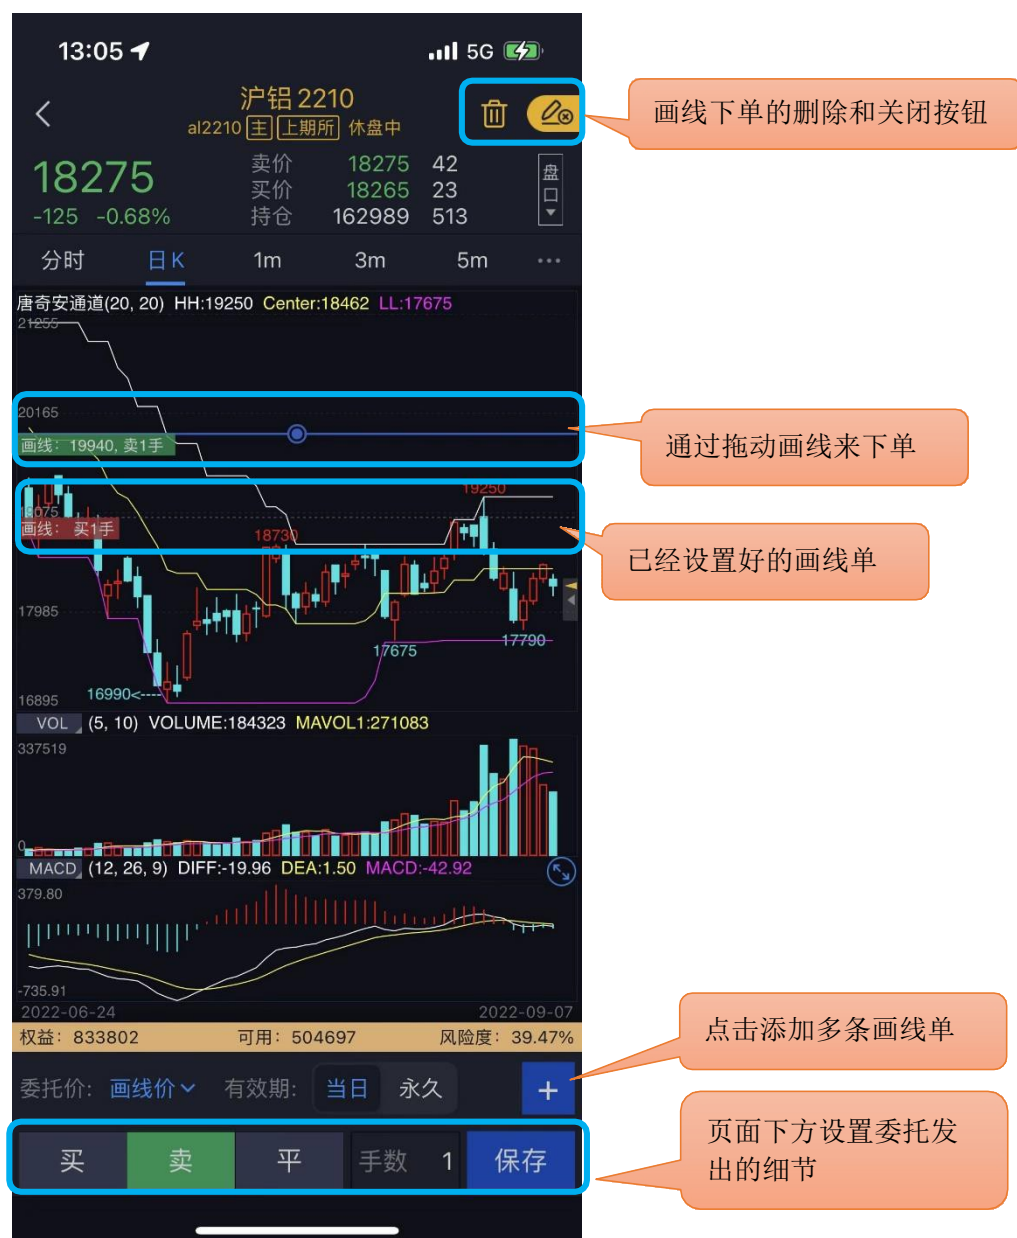 13:05
5G
沪铝 2210
al2210 主 上期所 休盘中
画线下单的删除和关闭按钮
18275
-125 -0.68%
卖价 18275 42
买价 18265 23
持仓 162989 513
盘口
分时 日K 1m 3m 5m ...
唐奇安通道(20, 20) HH:19250 Center:18462 LL:17675
21255
20165
画线: 19940, 卖1手
通过拖动画线来下单
19250
19075
画线: 买1手
18730
已经设置好的画线单
17985
17790
17675
16990<----
16895
VOL (5, 10) VOLUME:184323 MAVOL1:271083
337519
0
MACD (12, 26, 9) DIFF:-19.96 DEA:1.50 MACD:-42.92
379.80
-735.91
2022-06-24 2022-09-07
权益: 833802 可用: 504697 风险度: 39.47%
点击添加多条画线单
委托价: 画线价 有效期: 当日 永久 +
页面下方设置委托发
出的细节
买 卖 平 手数 1 保存